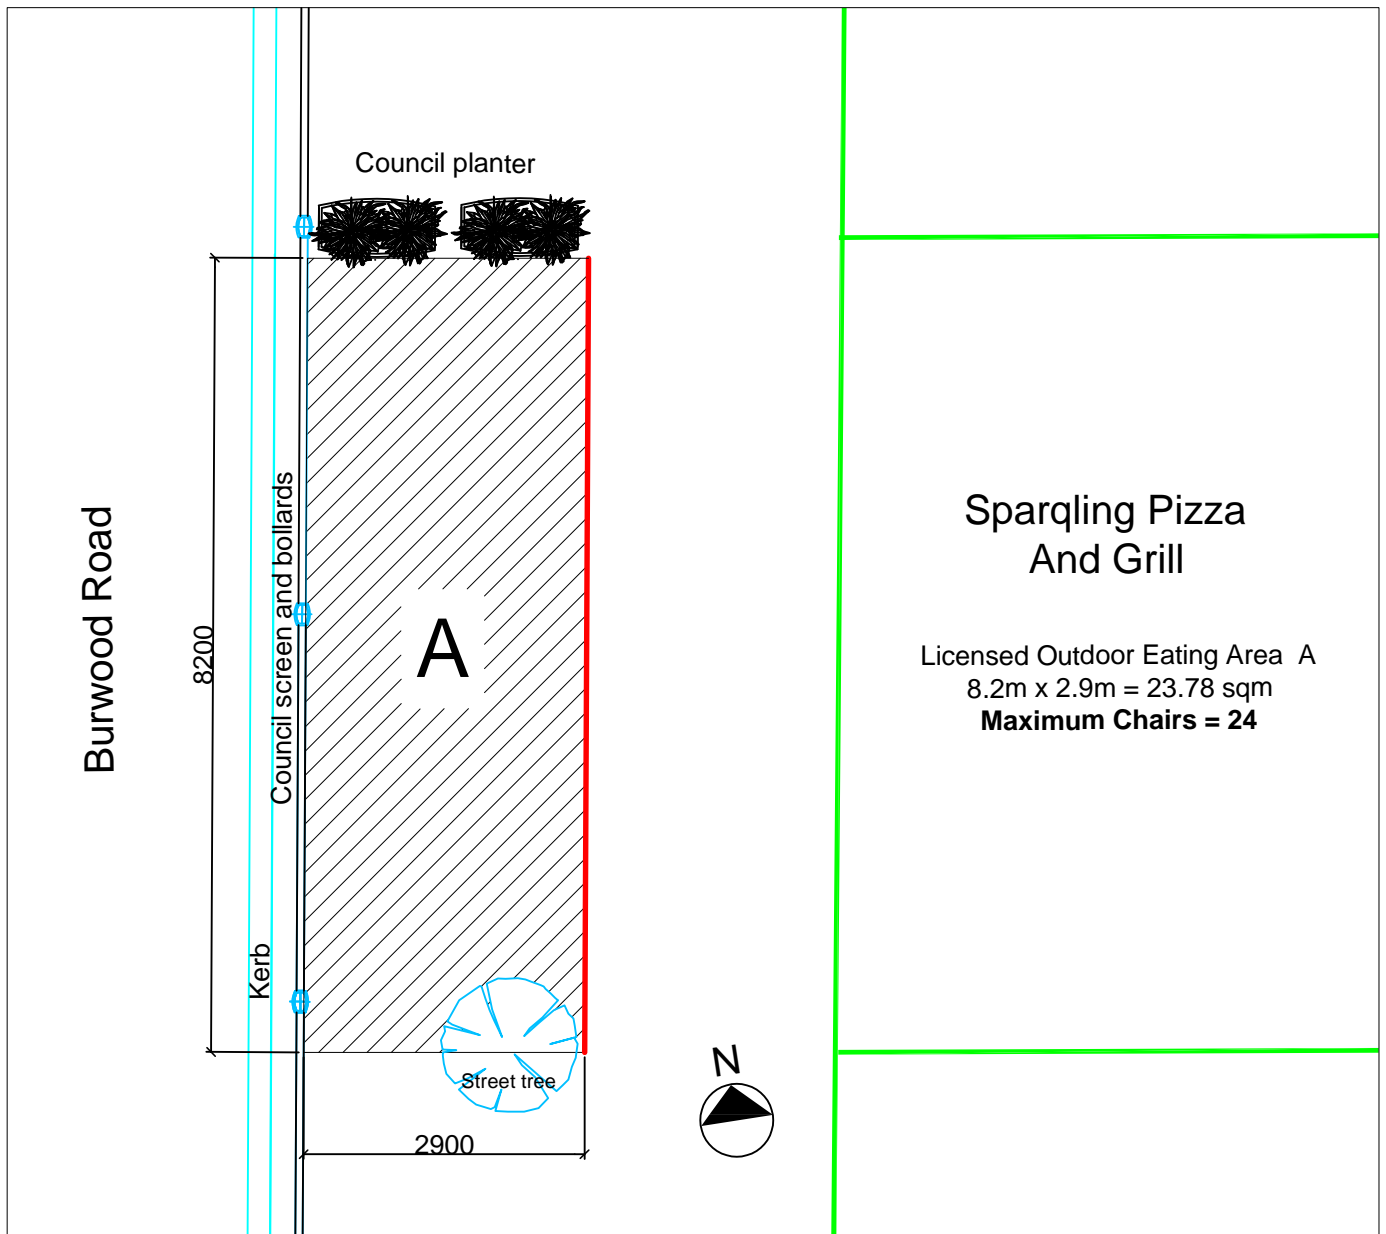 Council planter
Burwood Road
8200
Council screen and bollards
Kerb
A
Street tree
2900
N
Sparqling Pizza
And Grill
Licensed Outdoor Eating Area A
8.2m x 2.9m = 23.78 sqm
Maximum Chairs = 24